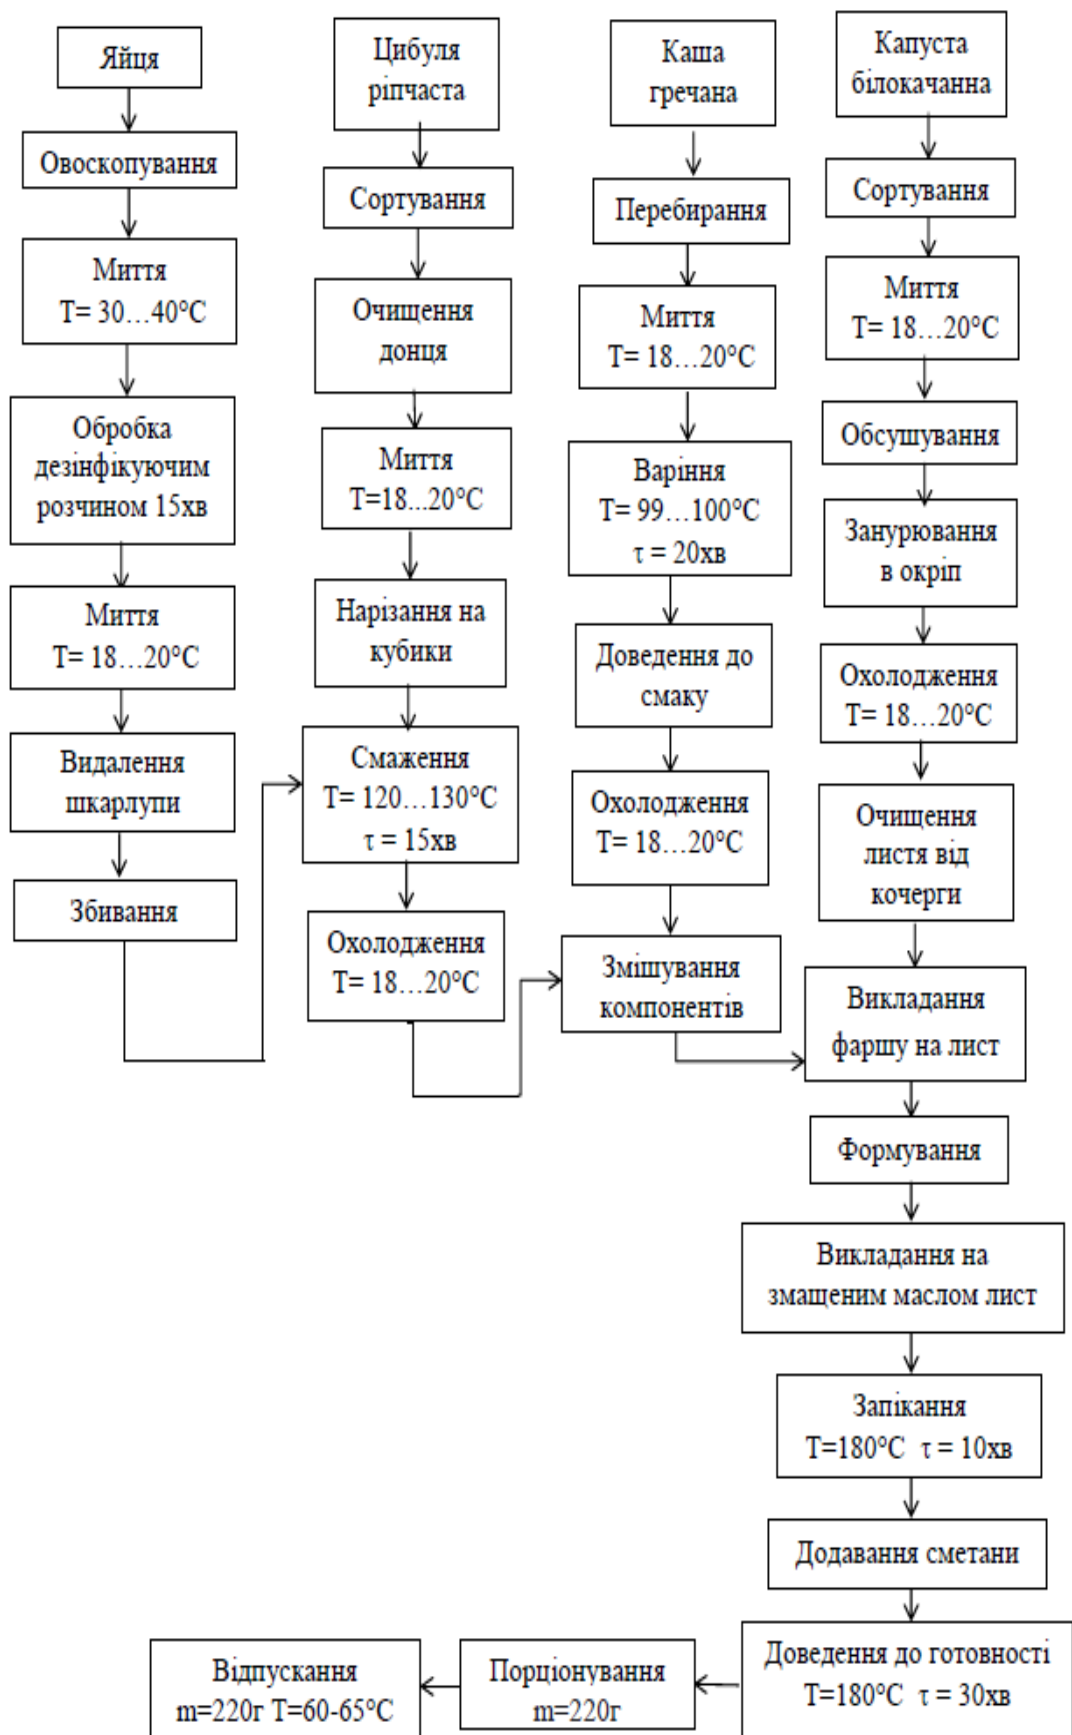 Яйця
Овоскопування
Миття
T= 30…40°C
Обробка
дезінфікуючим
розчином 15хв
Миття
T= 18…20°C
Видалення
шкарлупи
Збивання
Цибуля
ріпчаста
Сортування
Очищення
донця
Миття
T=18...20°C
Нарізання на
кубики
Смаження
T= 120…130°C
τ = 15хв
Охолодження
T= 18…20°C
Каша
гречана
Перебирання
Миття
T= 18…20°C
Варіння
T= 99…100°C
τ = 20хв
Доведення до
смаку
Охолодження
T= 18…20°C
Змішування
компонентів
Капуста
білокачанна
Сортування
Миття
T= 18…20°C
Обсушування
Занурювання
в окріп
Охолодження
T= 18…20°C
Очищення
листя від
кочерги
Викладання
фаршу на лист
Формування
Викладання на
змащеним маслом лист
Запікання
T=180°C τ = 10хв
Додавання сметани
Доведення до готовності
T=180°C τ = 30хв
Порціонування
m=220г
Відпускання
m=220г T=60-65°C